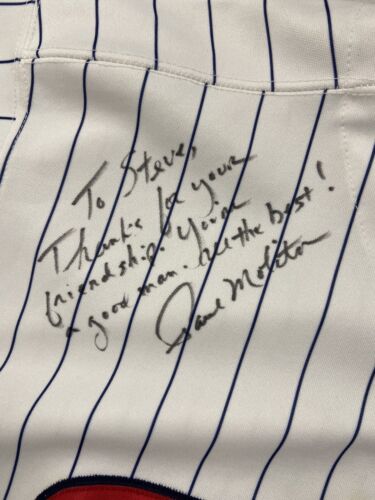 To Steve,
Thanks for your
friendship. You're
a good man. All the best!
Paul Molitor